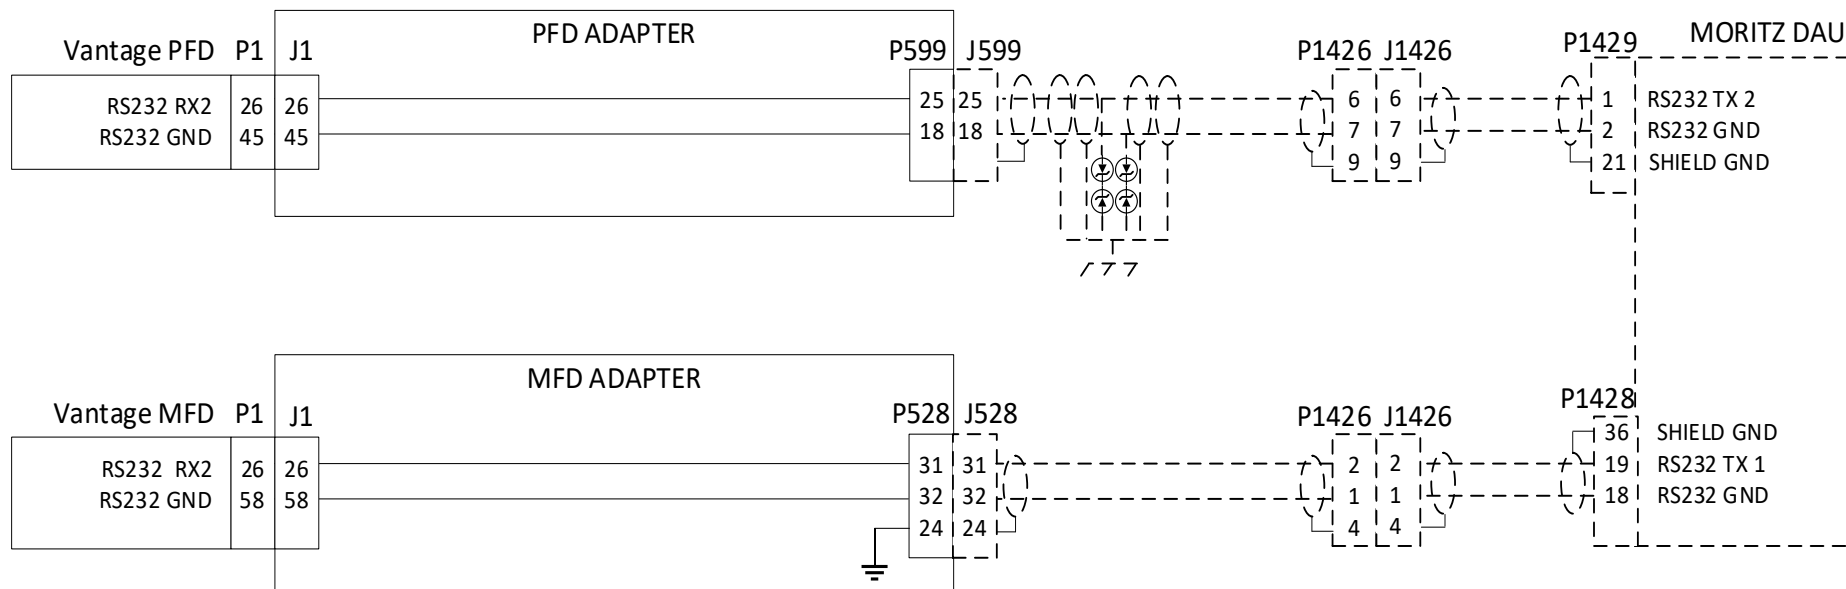 PFD ADAPTER
MORITZ DAU
Vantage PFD P1 J1
P599 J599
P1426 J1426
P1429
RS232 RX2 26 26
25 25
6 6
1 RS232 TX 2
RS232 GND 45 45
18 18
7 7
2 RS232 GND
9 9
21 SHIELD GND
MFD ADAPTER
Vantage MFD P1 J1
P528 J528
P1426 J1426
P1428
36 SHIELD GND
RS232 RX2 26 26
31 31
2 2
19 RS232 TX 1
RS232 GND 58 58
32 32
1 1
18 RS232 GND
24 24
4 4